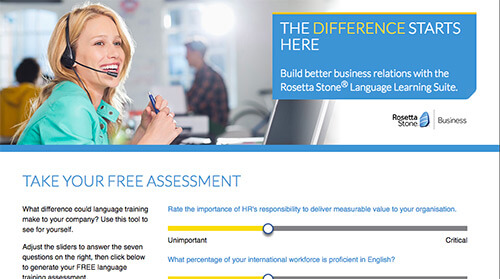 THE DIFFERENCE STARTS
HERE
Build better business relations with the
Rosetta Stone® Language Learning Suite.
Rosetta
Stone
Business
TAKE YOUR FREE ASSESSMENT
What difference could language training
make to your company? Use this tool to
see for yourself.
Adjust the sliders to answer the seven
questions on the right, then click below
to generate your FREE language
training assessment.
Rate the importance of HR's responsibility to deliver measurable value to your organisation.
Unimportant
Critical
What percentage of your international workforce is proficient in English?